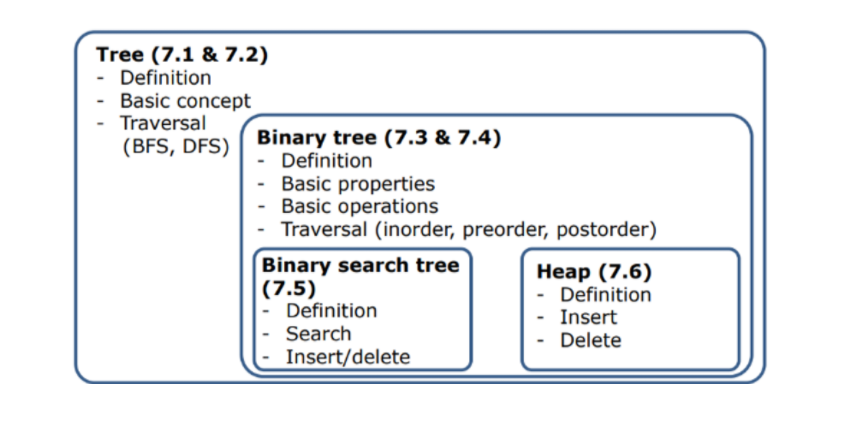 Tree (7.1 & 7.2)
- Definition
- Basic concept
- Traversal
(BFS, DFS)
Binary tree (7.3 & 7.4)
- Definition
- Basic properties
- Basic operations
- Traversal (inorder, preorder, postorder)
Binary search tree
(7.5)
- Definition
- Search
- Insert/delete
Heap (7.6)
- Definition
- Insert
- Delete